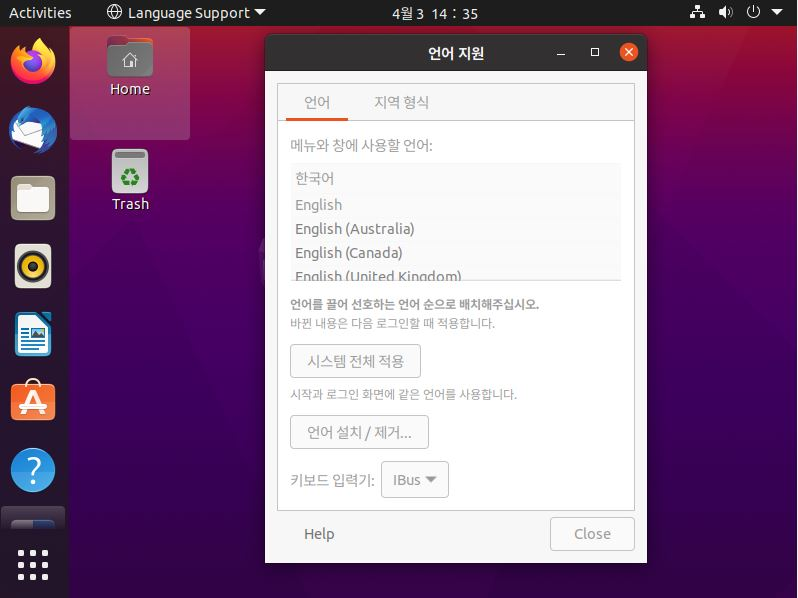 Activities
Language Support
4월 3 14 : 35
Home
Trash
언어 지원
언어
지역 형식
메뉴와 창에 사용할 언어:
한국어
English
English (Australia)
English (Canada)
English (United Kingdom)
언어를 끌어 선호하는 언어 순으로 배치해주십시오.
바뀐 내용은 다음 로그인할 때 적용합니다.
시스템 전체 적용
시작과 로그인 화면에 같은 언어를 사용합니다.
언어 설치 / 제거...
키보드 입력기:
IBus
Help
Close